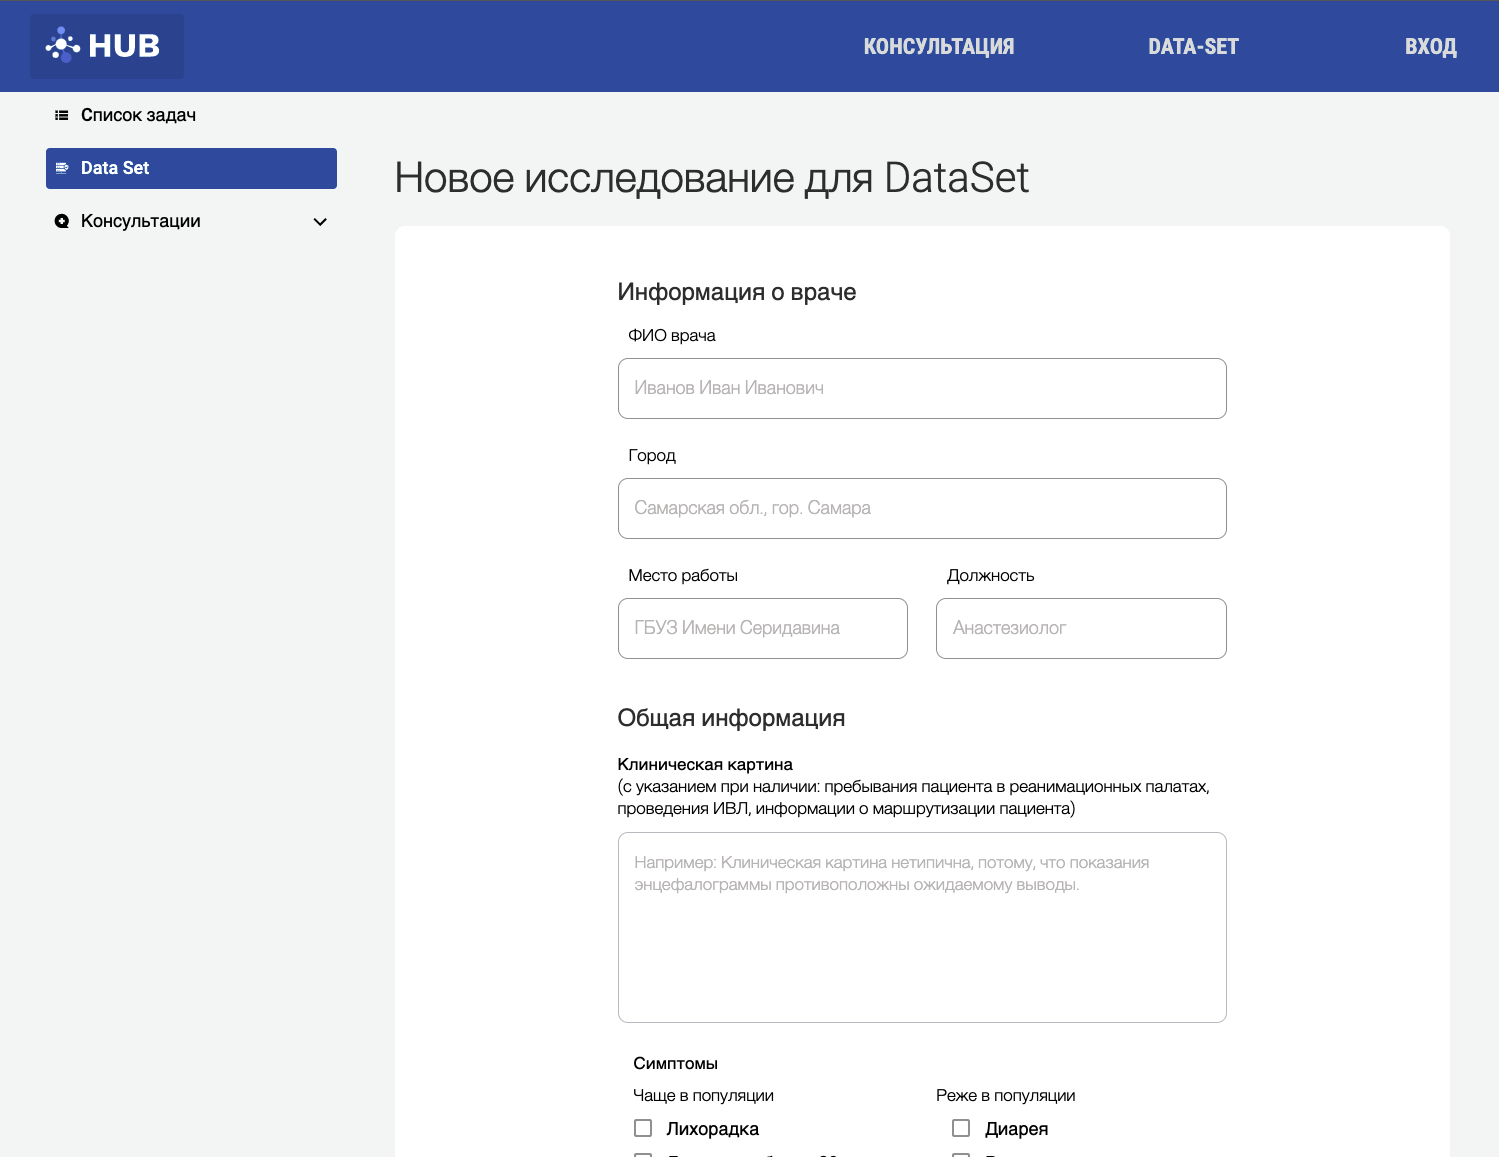 HUB
КОНСУЛЬТАЦИЯ
DATA-SET
ВХОД
Список задач
Data Set
Консультации
Новое исследование для DataSet
Информация о враче
ФИО врача
Иванов Иван Иванович
Город
Самарская обл., гор. Самара
Место работы
Должность
ГБУЗ Имени Серидавина
Анастезиолог
Общая информация
Клиническая картина
(с указанием при наличии: пребывания пациента в реанимационных палатах,
проведения ИВЛ, информации о маршрутизации пациента)
Например: Клиническая картина нетипична, потому, что показания
энцефалограммы противоположны ожидаемому выводы.
Симптомы
Чаще в популяции
Реже в популяции
Лихорадка
Диарея